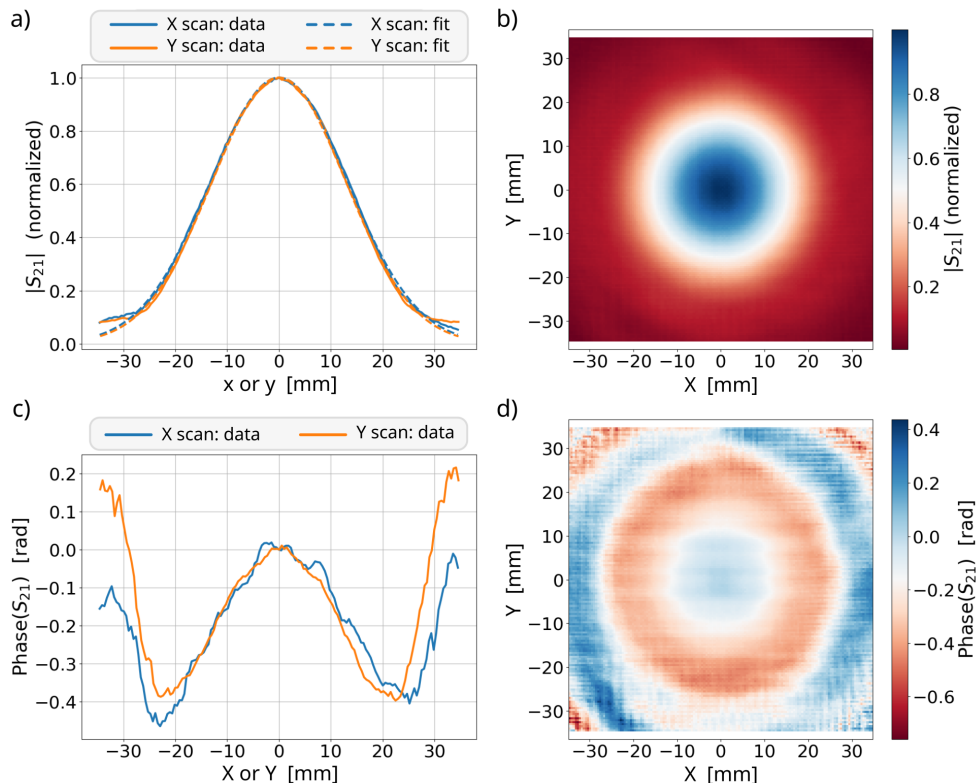 a)
X scan: data
X scan: fit
Y scan: data
Y scan: fit
1.0
0.8
0.6
0.4
0.2
0.0
|S₂₁| (normalized)
−30 −20 −10 0 10 20 30
x or y [mm]
b)
30
20
10
0
−10
−20
−30
Y [mm]
−30 −20 −10 0 10 20 30
X [mm]
0.8
0.6
0.4
0.2
|S₂₁| (normalized)
c)
X scan: data
Y scan: data
0.2
0.1
0.0
−0.1
−0.2
−0.3
−0.4
Phase(S₂₁) [rad]
−30 −20 −10 0 10 20 30
X or Y [mm]
d)
30
20
10
0
−10
−20
−30
Y [mm]
−30 −20 −10 0 10 20 30
X [mm]
0.4
0.2
0.0
−0.2
−0.4
−0.6
Phase(S₂₁) [rad]